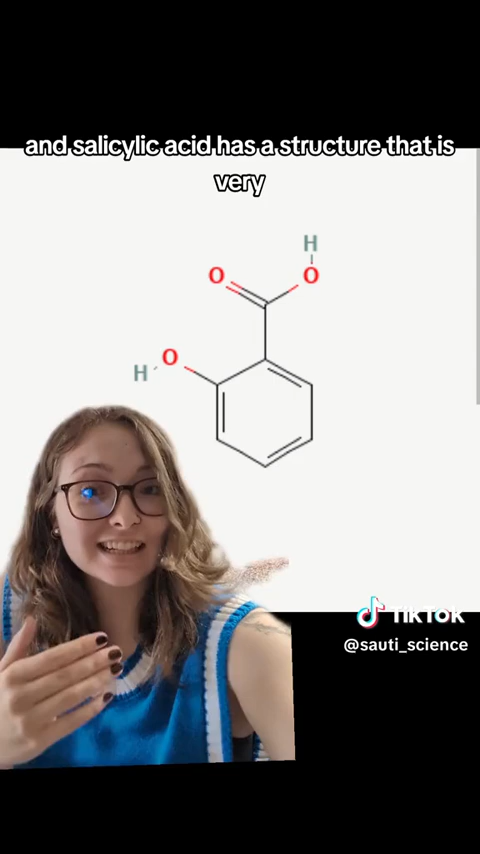 and salicylic acid has a structure that is
very
H
O
O
O
H
TikTok
@sauti_science